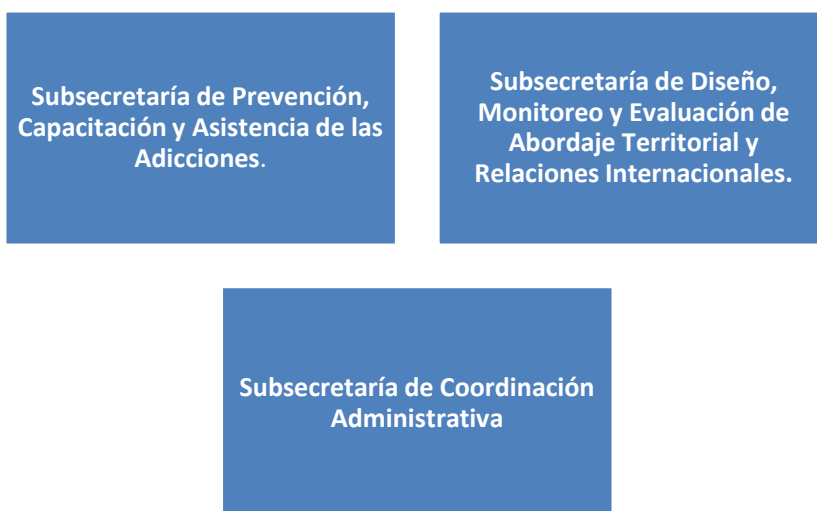 Subsecretaría de Prevención,
Capacitación y Asistencia de las
Adicciones.
Subsecretaría de Diseño,
Monitoreo y Evaluación de
Abordaje Territorial y
Relaciones Internacionales.
Subsecretaría de Coordinación
Administrativa